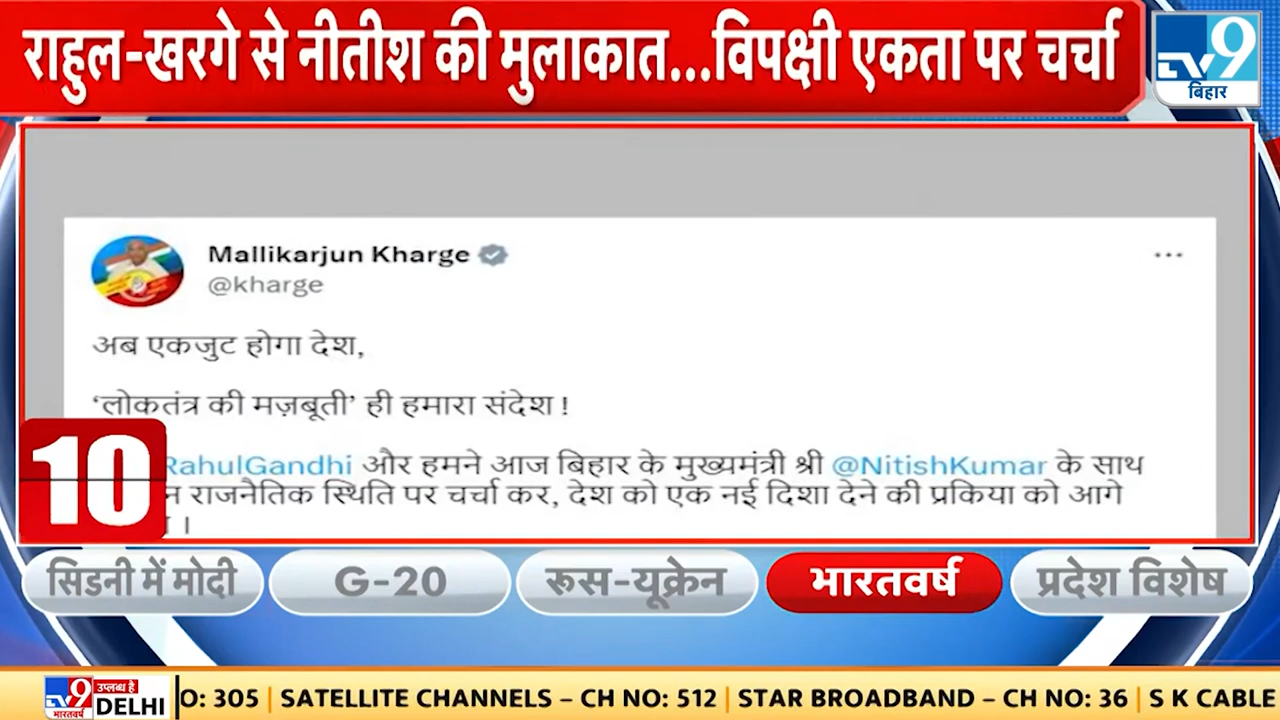 राहुल-खरगे से नीतीश की मुलाकात...विपक्षी एकता पर चर्चा
TV9
बिहार
Mallikarjun Kharge
@kharge
अब एकजुट होगा देश,
‘लोकतंत्र की मज़बूती’ ही हमारा संदेश !
RahulGandhi और हमने आज बिहार के मुख्यमंत्री श्री @NitishKumar के साथ
राजनैतिक स्थिति पर चर्चा कर, देश को एक नई दिशा देने की प्रकिया को आगे
।
10
सिडनी में मोदी G-20 रूस-यूक्रेन भारतवर्ष प्रदेश विशेष
TV9 भारतवर्ष उपलब्ध है DELHI O: 305 | SATELLITE CHANNELS – CH NO: 512 | STAR BROADBAND – CH NO: 36 | S K CABLE